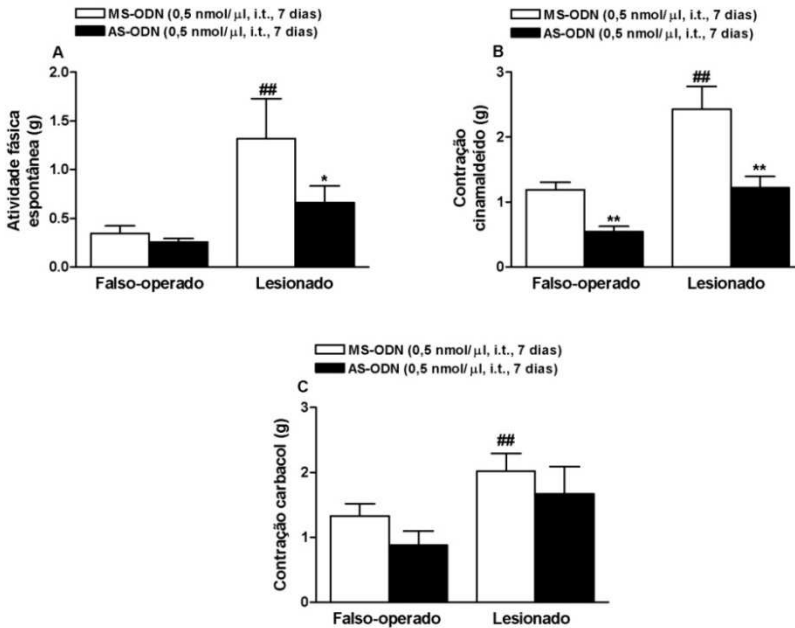 MS-ODN (0,5 nmol/ µl, i.t., 7 dias)
AS-ODN (0,5 nmol/ µl, i.t., 7 dias)
A
Atividade fásica
espontânea (g)
2.0
1.5
1.0
0.5
0.0
##
*
Falso-operado
Lesionado
MS-ODN (0,5 nmol/ µl, i.t., 7 dias)
AS-ODN (0,5 nmol/ µl, i.t., 7 dias)
B
Contração
cinamaldeído (g)
3
2
1
0
**
##
**
Falso-operado
Lesionado
MS-ODN (0,5 nmol/ µl, i.t., 7 dias)
AS-ODN (0,5 nmol/ µl, i.t., 7 dias)
C
Contração carbacol (g)
3
2
1
0
##
Falso-operado
Lesionado